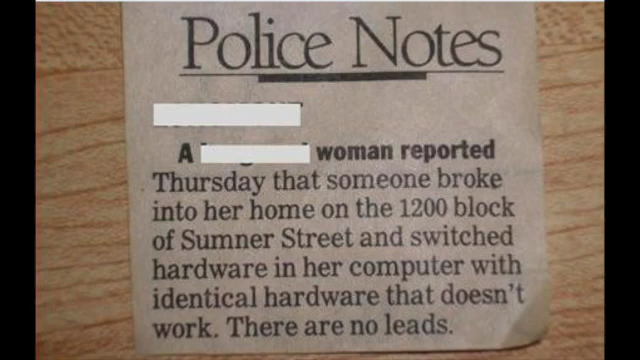 Police Notes
A woman reported
Thursday that someone broke
into her home on the 1200 block
of Sumner Street and switched
hardware in her computer with
identical hardware that doesn't
work. There are no leads.